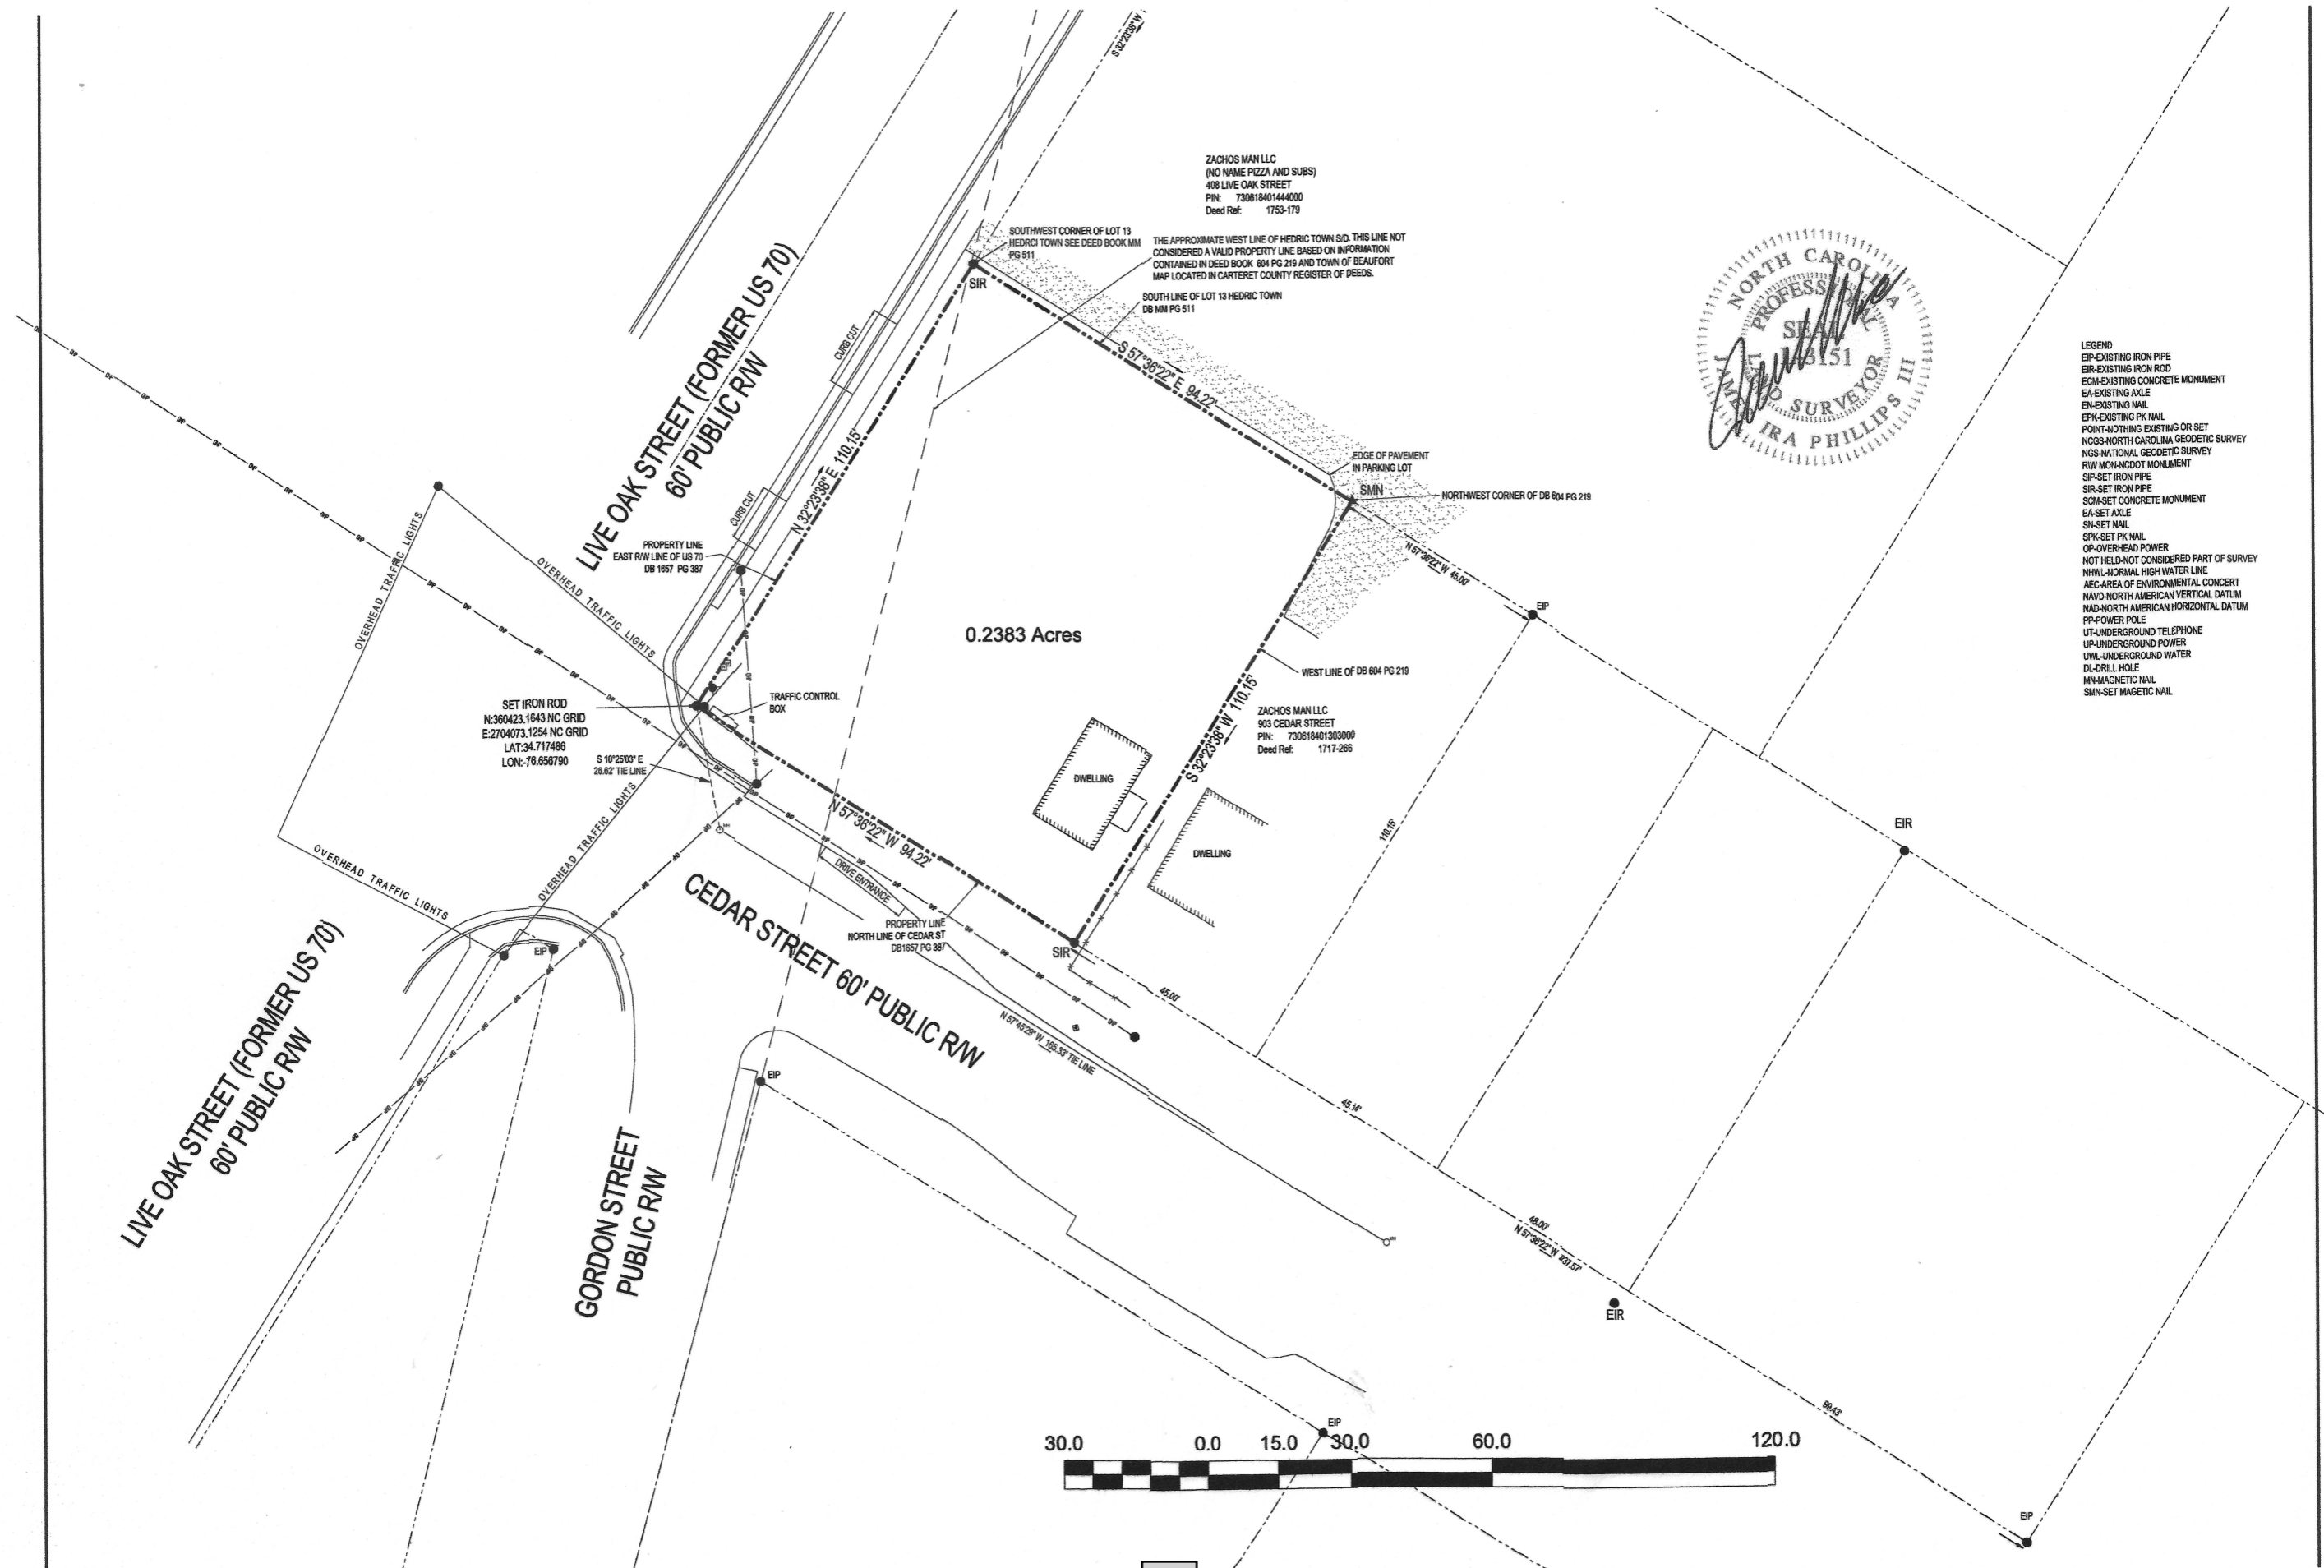 S 32°23'38" W
ZACHOS MAN LLC
(NO NAME PIZZA AND SUBS)
408 LIVE OAK STREET
PIN: 730618401444000
Deed Ref: 1753-179
SOUTHWEST CORNER OF LOT 13
HEDRCI TOWN SEE DEED BOOK MM
PG 511
THE APPROXIMATE WEST LINE OF HEDRIC TOWN S/D. THIS LINE NOT
CONSIDERED A VALID PROPERTY LINE BASED ON INFORMATION
CONTAINED IN DEED BOOK 604 PG 219 AND TOWN OF BEAUFORT
MAP LOCATED IN CARTERET COUNTY REGISTER OF DEEDS.
SIR
SOUTH LINE OF LOT 13 HEDRIC TOWN
DB MM PG 511
NORTH CAROLINA
PROFESSIONAL
SEAL
L-3151
LAND SURVEYOR
JAMES IRA PHILLIPS III
LEGEND
EIP-EXISTING IRON PIPE
EIR-EXISTING IRON ROD
ECM-EXISTING CONCRETE MONUMENT
EA-EXISTING AXLE
EN-EXISTING NAIL
EPK-EXISTING PK NAIL
POINT-NOTHING EXISTING OR SET
NCGS-NORTH CAROLINA GEODETIC SURVEY
NGS-NATIONAL GEODETIC SURVEY
R/W MON-NCDOT MONUMENT
SIP-SET IRON PIPE
SIR-SET IRON PIPE
SCM-SET CONCRETE MONUMENT
EA-SET AXLE
SN-SET NAIL
SPK-SET PK NAIL
OP-OVERHEAD POWER
NOT HELD-NOT CONSIDERED PART OF SURVEY
NHWL-NORMAL HIGH WATER LINE
AEC-AREA OF ENVIRONMENTAL CONCERT
NAVD-NORTH AMERICAN VERTICAL DATUM
NAD-NORTH AMERICAN HORIZONTAL DATUM
PP-POWER POLE
UT-UNDERGROUND TELEPHONE
UP-UNDERGROUND POWER
UWL-UNDERGROUND WATER
DL-DRILL HOLE
MN-MAGNETIC NAIL
SMN-SET MAGETIC NAIL
LIVE OAK STREET (FORMER US 70)
60' PUBLIC R/W
CURB CUT
CURB CUT
S 57°36'22" E 94.22'
N 32°23'38" E 110.15'
EDGE OF PAVEMENT
IN PARKING LOT
SMN
NORTHWEST CORNER OF DB 604 PG 219
N 57°36'22" W 45.00'
EIP
PROPERTY LINE
EAST R/W LINE OF US 70
DB 1657 PG 387
OVERHEAD TRAFFIC LIGHTS
OVERHEAD TRAFFIC LIGHTS
0.2383 Acres
WEST LINE OF DB 604 PG 219
S 32°23'38" W 110.15'
TRAFFIC CONTROL
BOX
SET IRON ROD
N:360423.1643 NC GRID
E:2704073.1254 NC GRID
LAT:34.717486
LON:-76.656790
S 10°25'03" E
26.62' TIE LINE
ZACHOS MAN LLC
903 CEDAR STREET
PIN: 730618401303000
Deed Ref: 1717-266
DWELLING
DWELLING
110.15'
EIR
OVERHEAD TRAFFIC LIGHTS
OVERHEAD TRAFFIC LIGHTS
N 57°36'22" W 94.22'
DRIVE ENTRANCE
PROPERTY LINE
NORTH LINE OF CEDAR ST
DB1657 PG 387
CEDAR STREET 60' PUBLIC R/W
SIR
EIP
45.00'
N 57°45'29" W 165.33' TIE LINE
EIP
45.14'
LIVE OAK STREET (FORMER US 70)
60' PUBLIC R/W
GORDON STREET
PUBLIC R/W
48.00'
N 57°36'22" W 237.57'
EIR
99.43'
EIP
EIP
30.0 0.0 15.0 30.0 60.0 120.0